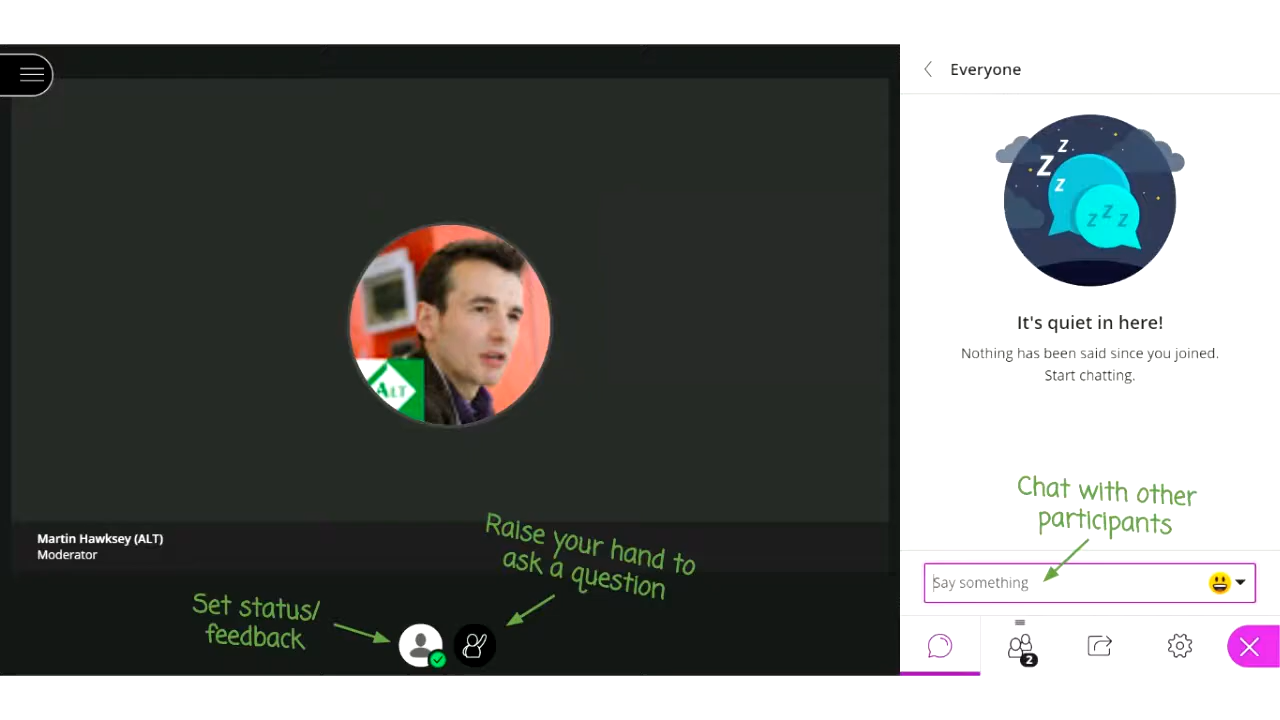 Everyone
Z
Z
Z
Z Z Z
ALT
It's quiet in here!
Nothing has been said since you joined.
Start chatting.
Chat with other
participants
Martin Hawksey (ALT)
Moderator
Raise your hand to
ask a question
Set status/
feedback
Say something
2